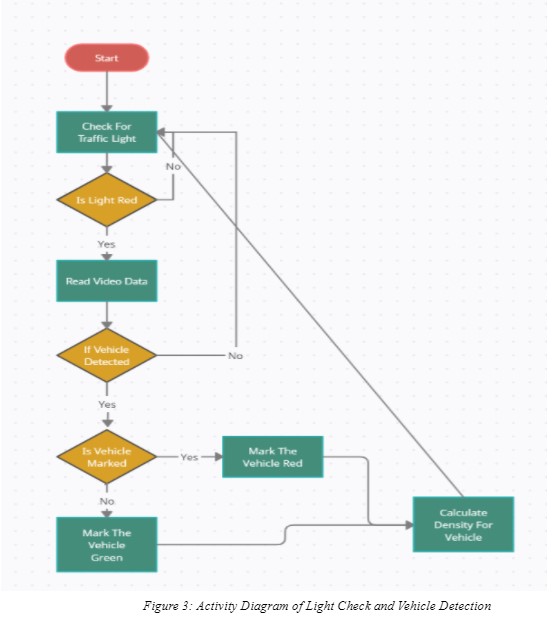 Start
Check For
Traffic Light
No
Is Light Red
Yes
Read Video Data
If Vehicle
Detected
No
Yes
Is Vehicle
Marked
Yes
Mark The
Vehicle Red
No
Mark The
Vehicle
Green
Calculate
Density For
Vehicle
Figure 3: Activity Diagram of Light Check and Vehicle Detection